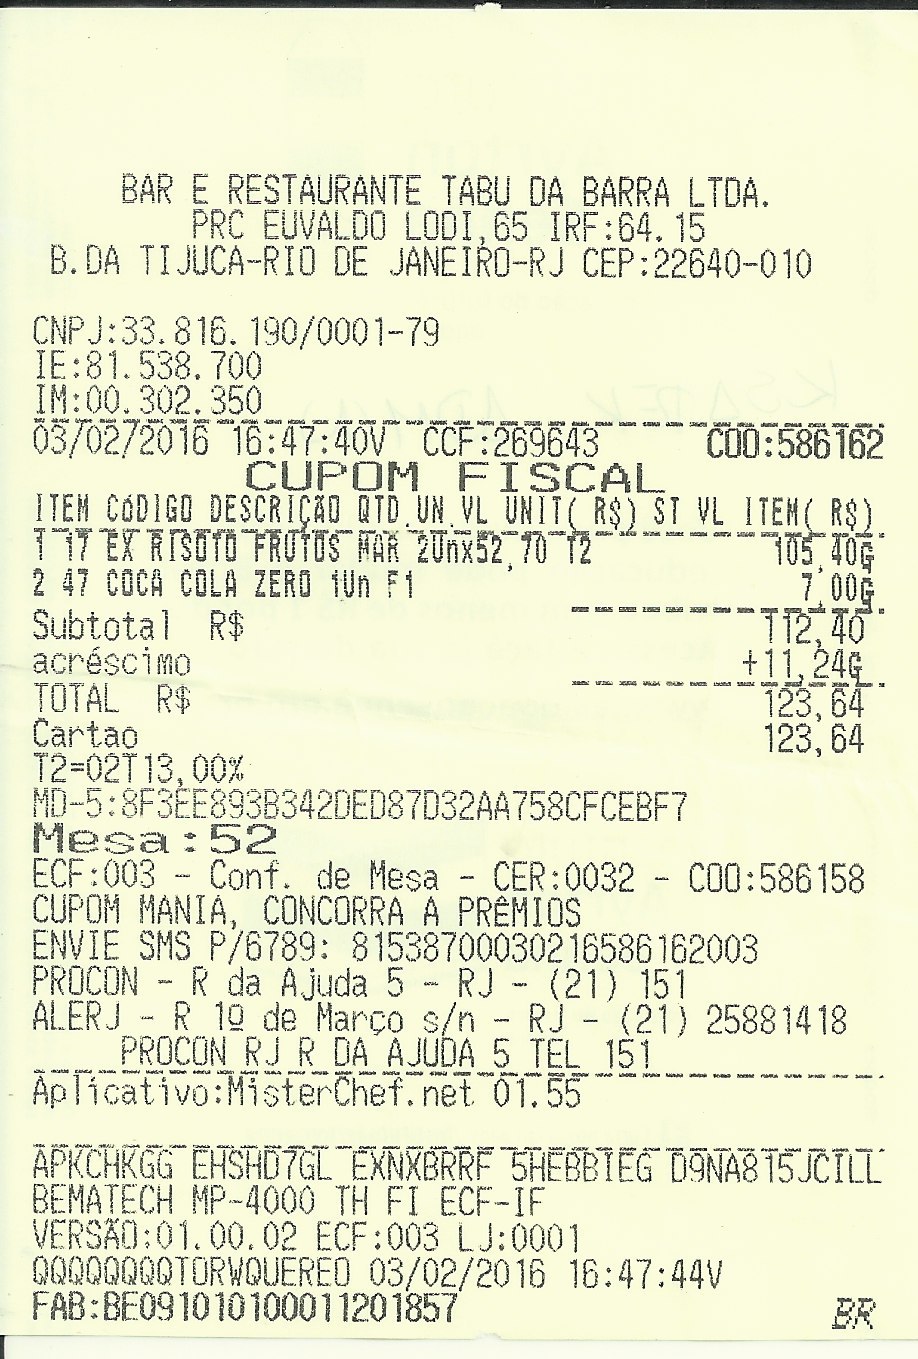 BAR E RESTAURANTE TABU DA BARRA LTDA.
PRC EUVALDO LODI,65 IRF:64.15
B.DA TIJUCA-RIO DE JANEIRO-RJ CEP:22640-010
CNPJ:33.816.190/0001-79
IE:81.538.700
IM:00.302.350
03/02/2016 16:47:40V CCF:269643 COO:586162
CUPOM FISCAL
ITEM CÓDIGO DESCRIÇÃO QTD.UN.VL UNIT( R$) ST VL ITEM( R$)
1 17 EX RISOTO FRUTOS MAR 2Unx52,70 T2 105,40G
2 47 COCA COLA ZERO 1Un F1 7,00G
Subtotal R$ 112,40
acréscimo +11,24G
TOTAL R$ 123,64
Cartao 123,64
T2=02T13,00%
MD-5:8F3EE893B342DED87D32AA758CFCEBF7
Mesa:52
ECF:003 - Conf. de Mesa - CER:0032 - COO:586158
CUPOM MANIA, CONCORRA A PRÊMIOS
ENVIE SMS P/6789: 81538700030216586162003
PROCON - R da Ajuda 5 - RJ - (21) 151
ALERJ - R 1º de Março s/n - RJ - (21) 25881418
PROCON RJ R DA AJUDA 5 TEL 151
Aplicativo:MisterChef.net 01.55
APKCHKGG EHSHD7GL EXNXBRRF 5HEBBIEG D9NA815JCILL
BEMATECH MP-4000 TH FI ECF-IF
VERSÃO:01.00.02 ECF:003 LJ:0001
QQQQQQQQTORWQUERED 03/02/2016 16:47:44V
FAB:BE091010100011201857
BR